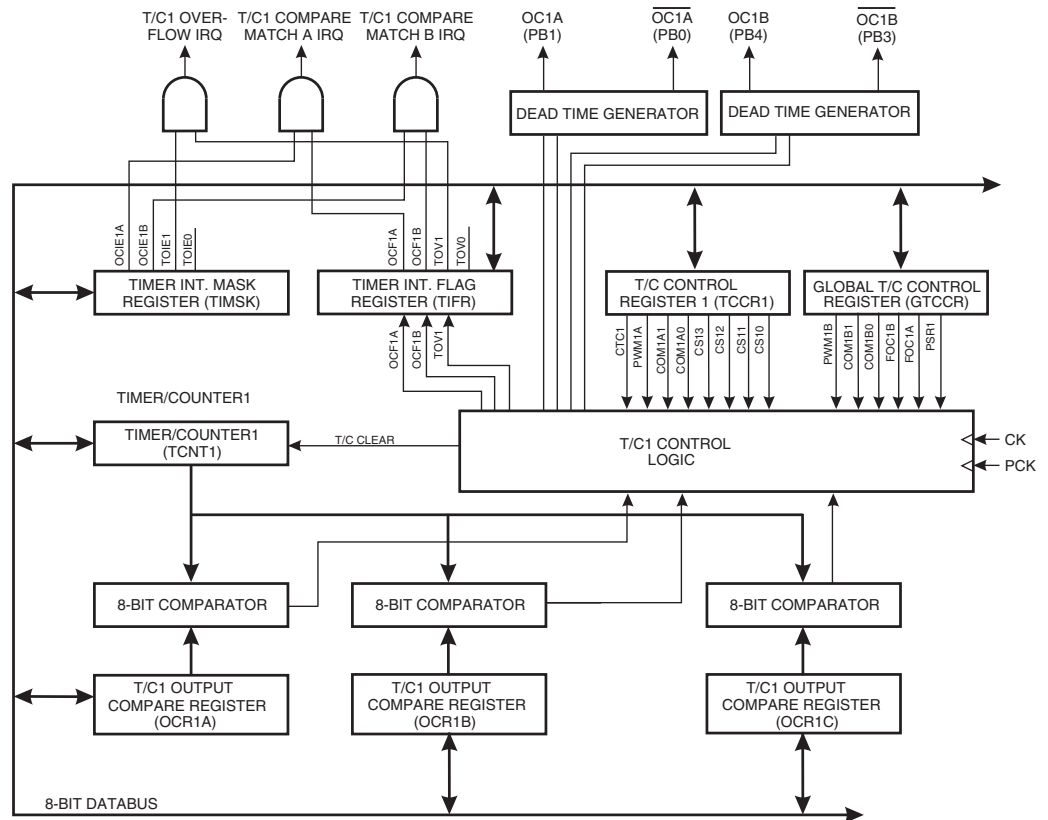 T/C1 OVER-
FLOW IRQ
T/C1 COMPARE
MATCH A IRQ
T/C1 COMPARE
MATCH B IRQ
OC1A
(PB1)
OC1A
(PB0)
OC1B
(PB4)
OC1B
(PB3)
DEAD TIME GENERATOR
DEAD TIME GENERATOR
OCIE1A
OCIE1B
TOIE1
TOIE0
OCF1A
OCF1B
TOV1
TOV0
TIMER INT. MASK
REGISTER (TIMSK)
TIMER INT. FLAG
REGISTER (TIFR)
T/C CONTROL
REGISTER 1 (TCCR1)
GLOBAL T/C CONTROL
REGISTER (GTCCR)
OCF1A
OCF1B
TOV1
CTC1
PWM1A
COM1A1
COM1A0
CS13
CS12
CS11
CS10
PWM1B
COM1B1
COM1B0
FOC1B
FOC1A
PSR1
TIMER/COUNTER1
TIMER/COUNTER1
(TCNT1)
T/C CLEAR
T/C1 CONTROL
LOGIC
CK
PCK
8-BIT COMPARATOR
8-BIT COMPARATOR
8-BIT COMPARATOR
T/C1 OUTPUT
COMPARE REGISTER
(OCR1A)
T/C1 OUTPUT
COMPARE REGISTER
(OCR1B)
T/C1 OUTPUT
COMPARE REGISTER
(OCR1C)
8-BIT DATABUS